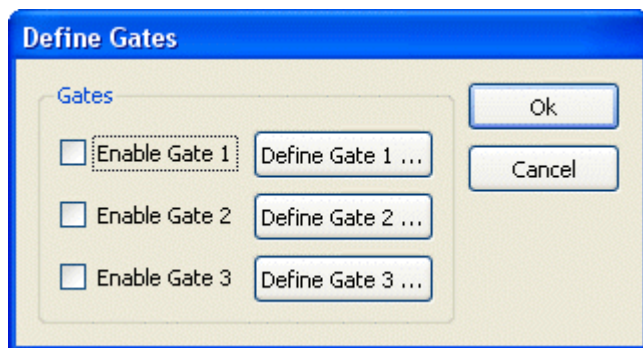 Define Gates
Gates
Enable Gate 1 Define Gate 1 ...
Enable Gate 2 Define Gate 2 ...
Enable Gate 3 Define Gate 3 ...
Ok
Cancel